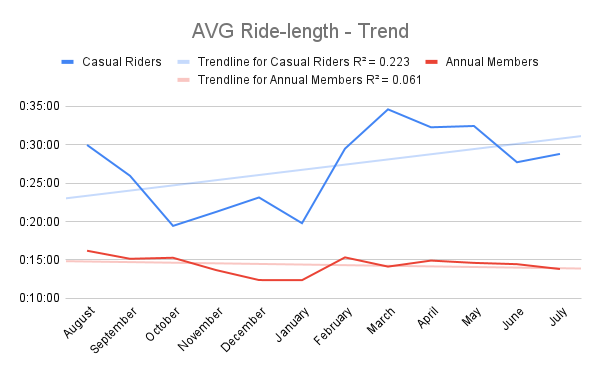 AVG Ride-length - Trend
Casual Riders Trendline for Casual Riders R² = 0.223 Annual Members
Trendline for Annual Members R² = 0.061
0:35:00
0:30:00
0:25:00
0:20:00
0:15:00
0:10:00
August September October November December January February March April May June July